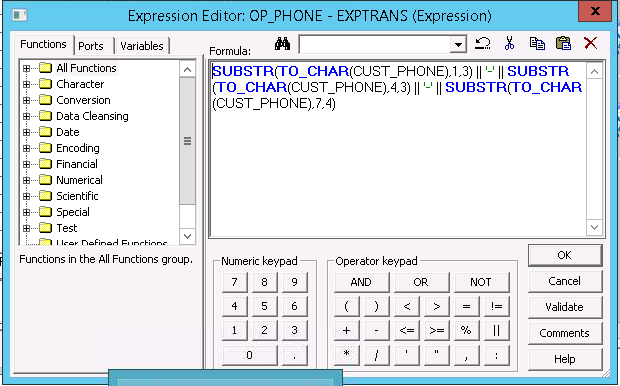 Expression Editor: OP_PHONE - EXPTRANS (Expression)
x
Functions
Ports
Variables
Formula:
SUBSTR(TO_CHAR(CUST_PHONE),1,3) || '-' || SUBSTR
(TO_CHAR(CUST_PHONE),4,3) || '-' || SUBSTR(TO_CHAR
(CUST_PHONE),7,4)
All Functions
Character
Conversion
Data Cleansing
Date
Encoding
Financial
Numerical
Scientific
Special
Test
User Defined Functions
Functions in the All Functions group.
Numeric keypad
7 8 9
4 5 6
1 2 3
0 .
Operator keypad
AND OR NOT
( ) < > = !=
+ - <= >= % ||
* / ' " , :
OK
Cancel
Validate
Comments
Help